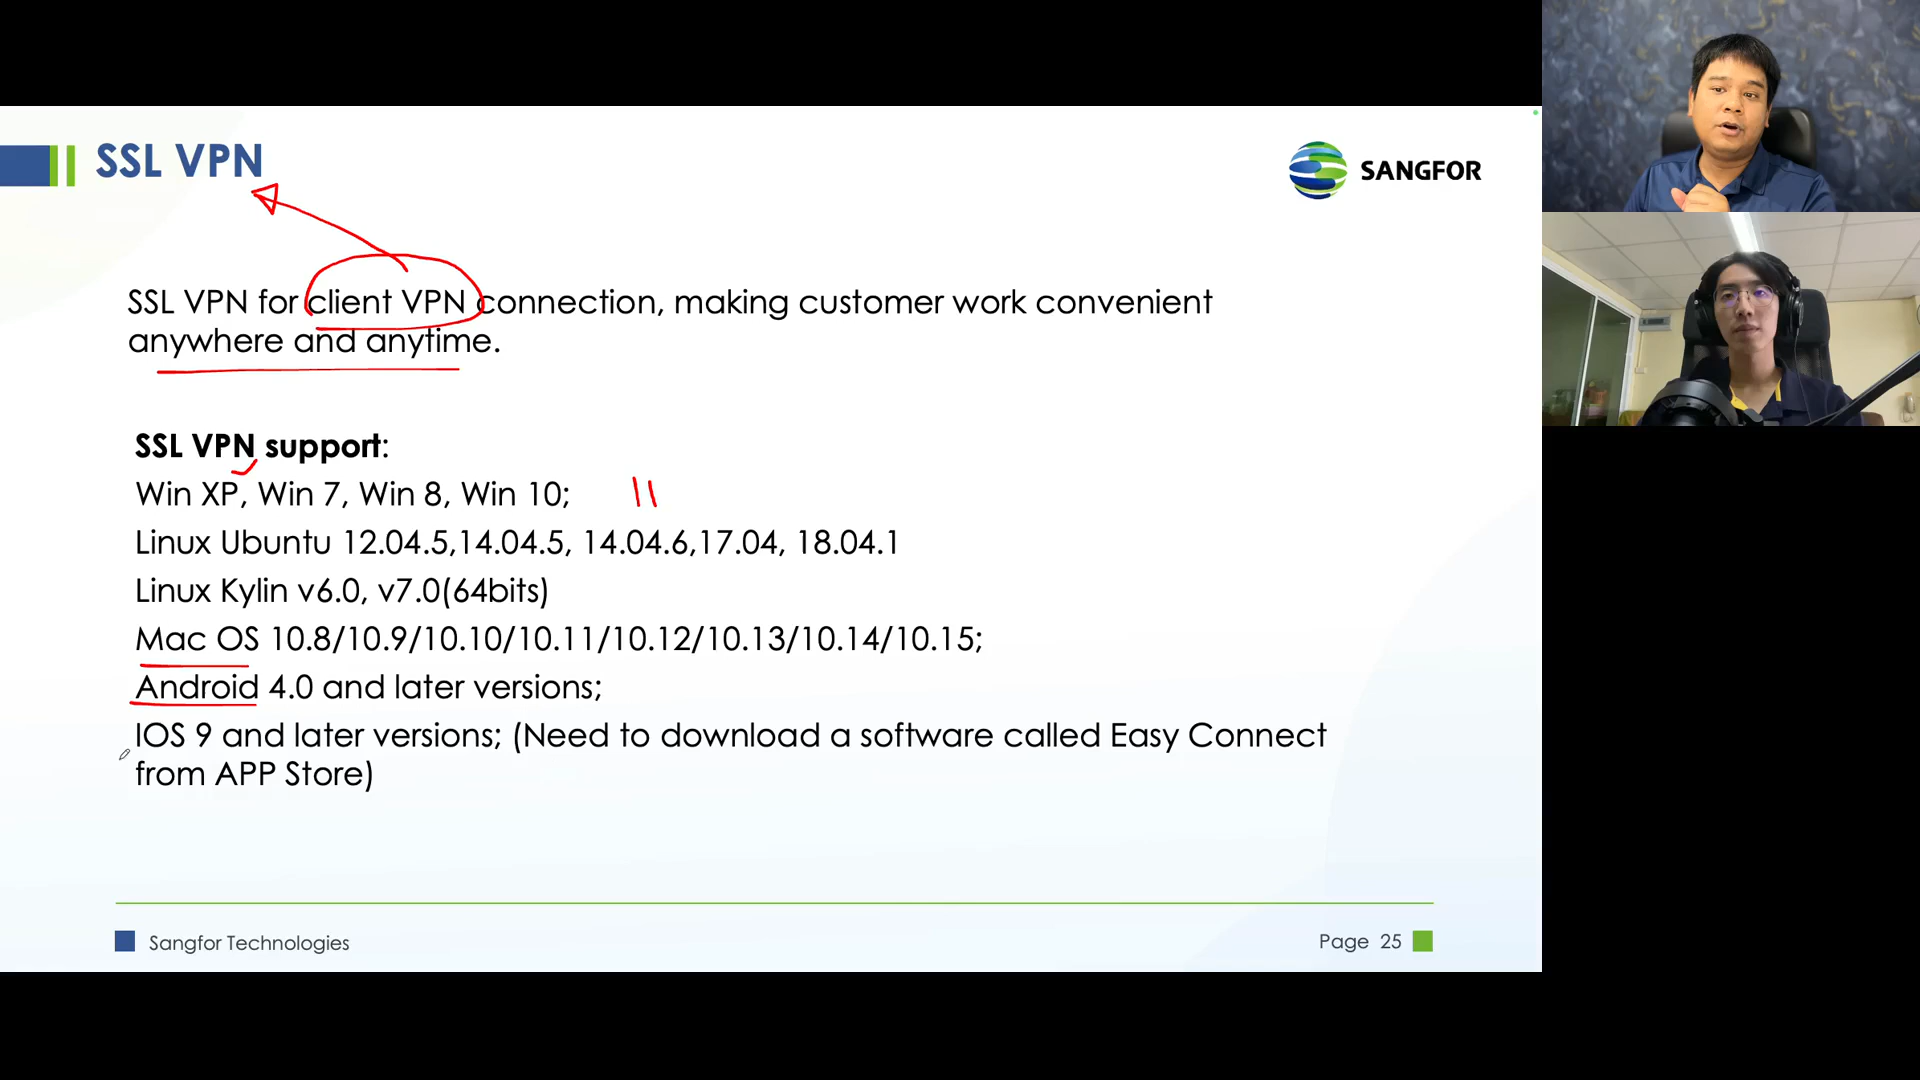 SSL VPN
SANGFOR
SSL VPN for client VPN connection, making customer work convenient
anywhere and anytime.
SSL VPN support:
Win XP, Win 7, Win 8, Win 10; 11
Linux Ubuntu 12.04.5,14.04.5, 14.04.6,17.04, 18.04.1
Linux Kylin v6.0, v7.0(64bits)
Mac OS 10.8/10.9/10.10/10.11/10.12/10.13/10.14/10.15;
Android 4.0 and later versions;
IOS 9 and later versions; (Need to download a software called Easy Connect
from APP Store)
Sangfor Technologies
Page 25